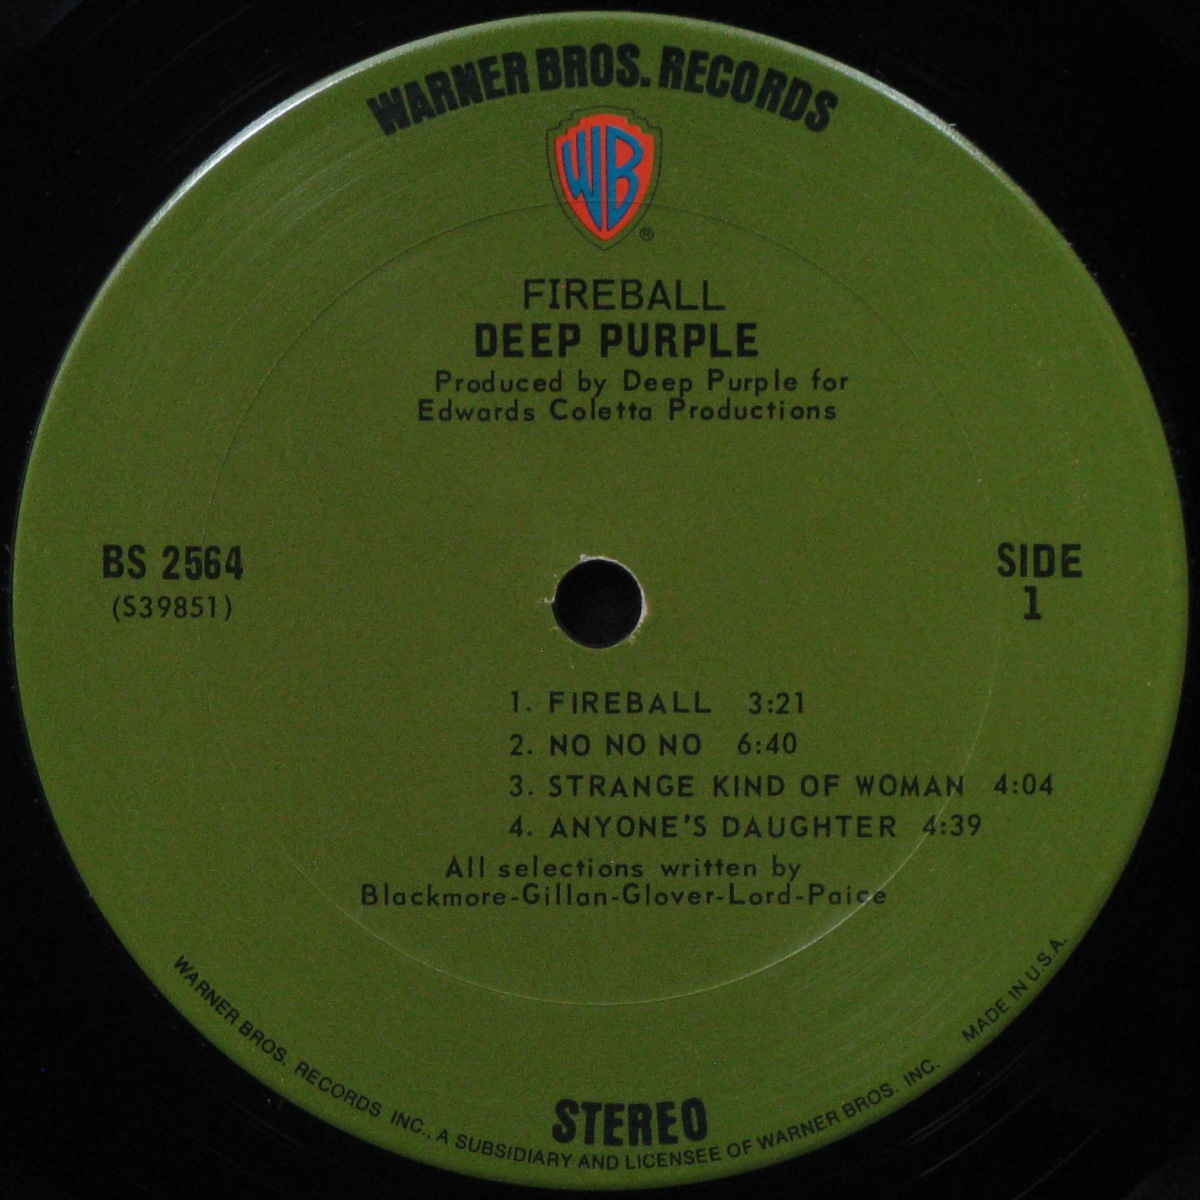 WARNER BROS. RECORDS
WB
®
FIREBALL
DEEP PURPLE
Produced by Deep Purple for
Edwards Coletta Productions
BS 2564
(S39851)
SIDE
1
1. FIREBALL 3:21
2. NO NO NO 6:40
3. STRANGE KIND OF WOMAN 4:04
4. ANYONE'S DAUGHTER 4:39
All selections written by
Blackmore-Gillan-Glover-Lord-Paice
STEREO
WARNER BROS. RECORDS INC., A SUBSIDIARY AND LICENSEE OF WARNER BROS. INC. MADE IN U.S.A.